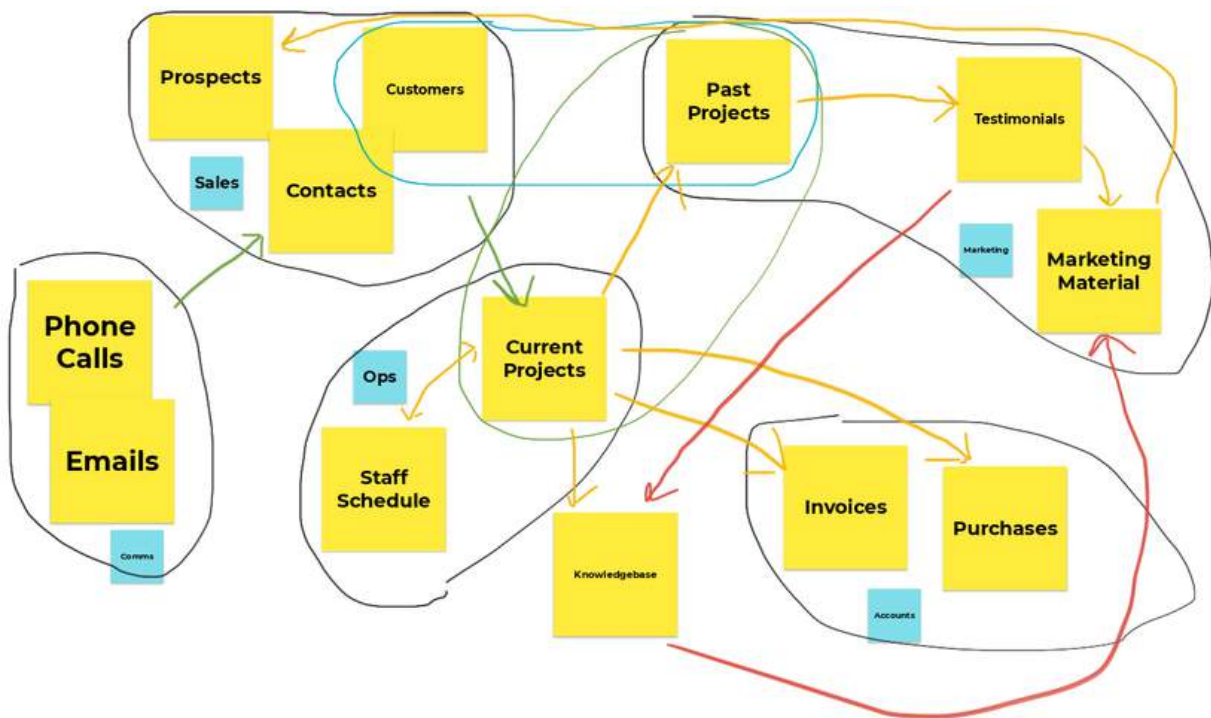 Prospects
Customers
Sales
Contacts
Past
Projects
Testimonials
Marketing
Marketing
Material
Phone
Calls
Emails
Comms
Ops
Current
Projects
Staff
Schedule
Knowledgebase
Invoices
Purchases
Accounts